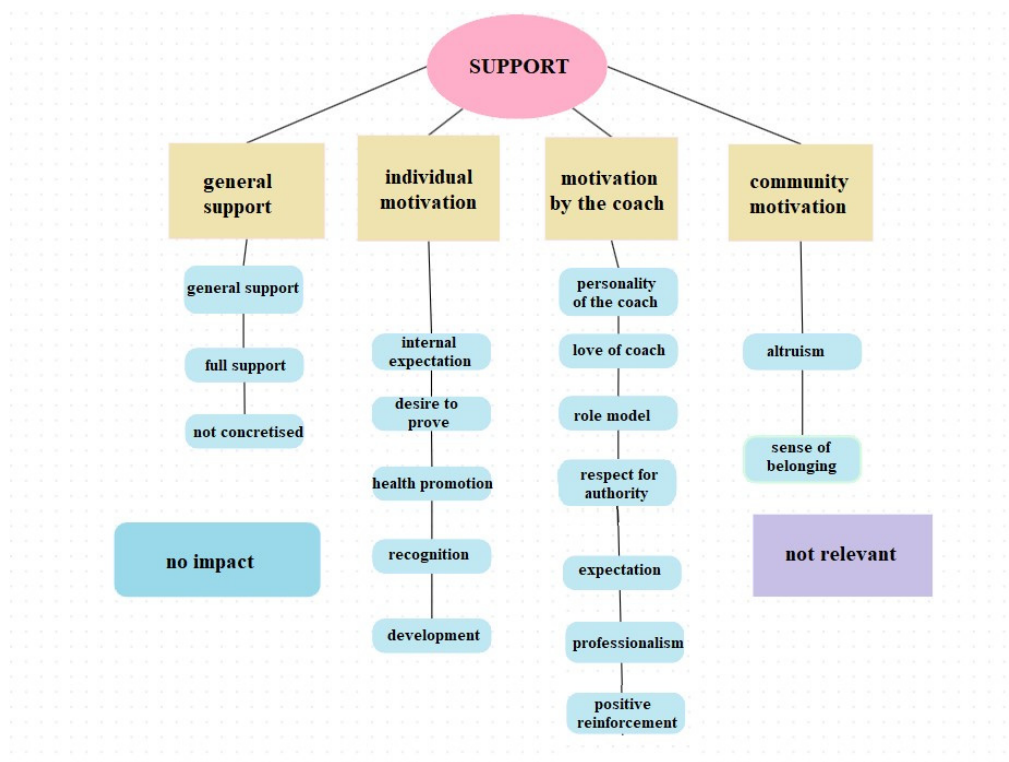 SUPPORT
general
support
individual
motivation
motivation
by the coach
community
motivation
general support
full support
not concretised
internal
expectation
desire to
prove
health promotion
recognition
development
personality
of the coach
love of coach
role model
respect for
authority
expectation
professionalism
positive
reinforcement
altruism
sense of
belonging
no impact
not relevant